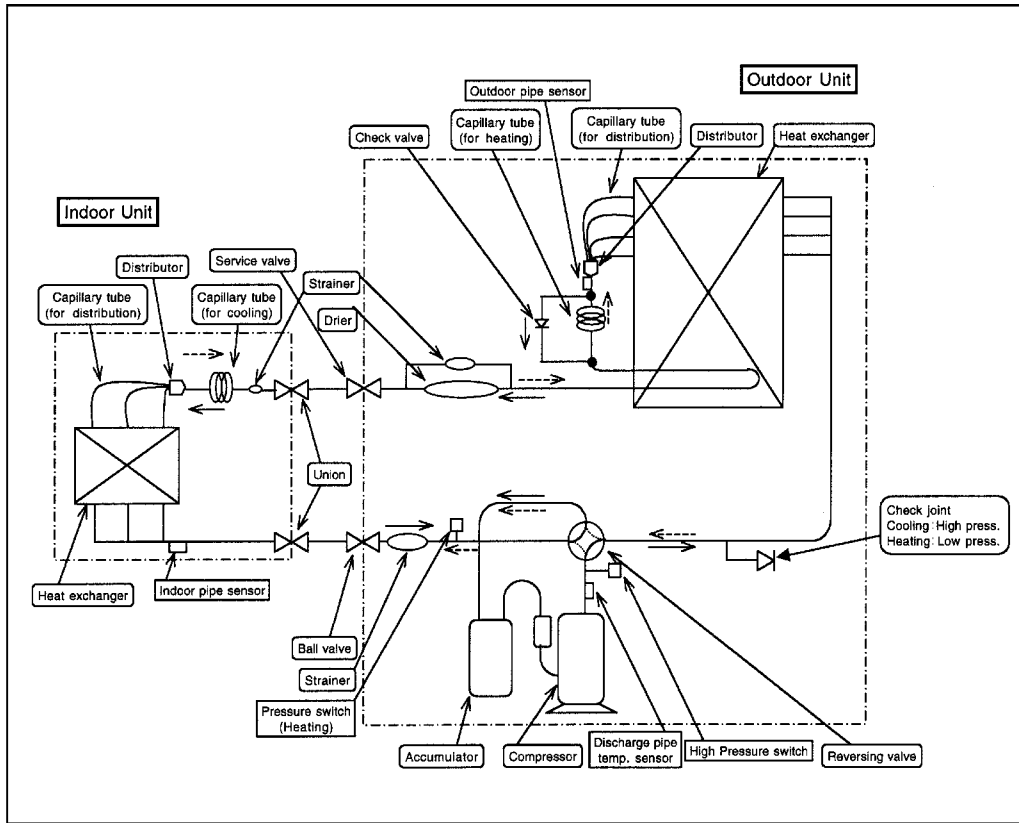 Outdoor Unit
Outdoor pipe sensor
Capillary tube
(for heating)
Capillary tube
(for distribution)
Check valve
Distributor
Heat exchanger
Indoor Unit
Distributor
Service valve
Strainer
Capillary tube
(for distribution)
Capillary tube
(for cooling)
Drier
Union
Check joint
Cooling: High press.
Heating: Low press.
Heat exchanger
Indoor pipe sensor
Ball valve
Strainer
Pressure switch
(Heating)
Accumulator
Compressor
Discharge pipe
temp. sensor
High Pressure switch
Reversing valve